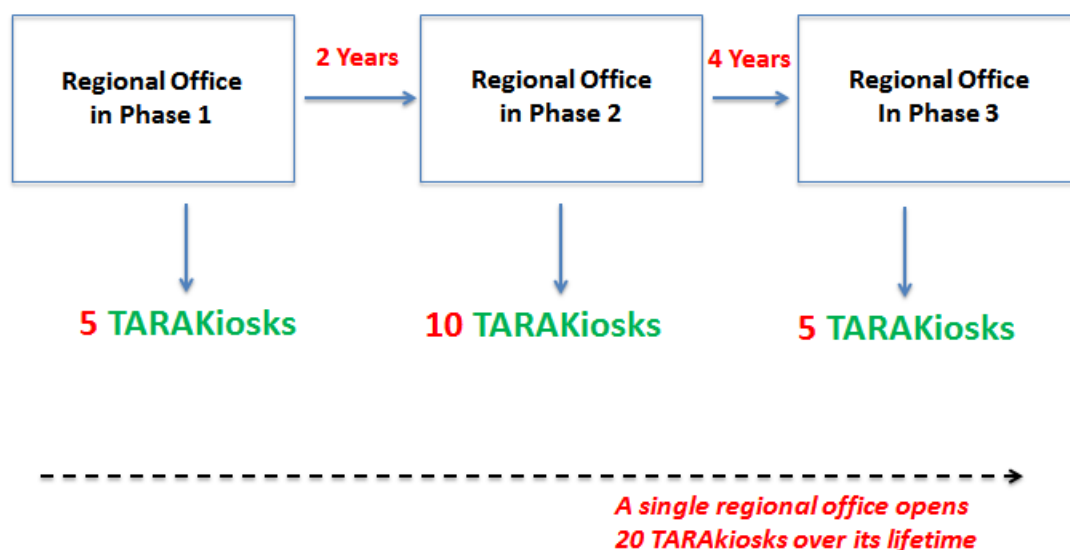 Regional Office
in Phase 1
2 Years
Regional Office
in Phase 2
4 Years
Regional Office
In Phase 3
5 TARAKiosks
10 TARAKiosks
5 TARAKiosks
A single regional office opens
20 TARAkiosks over its lifetime